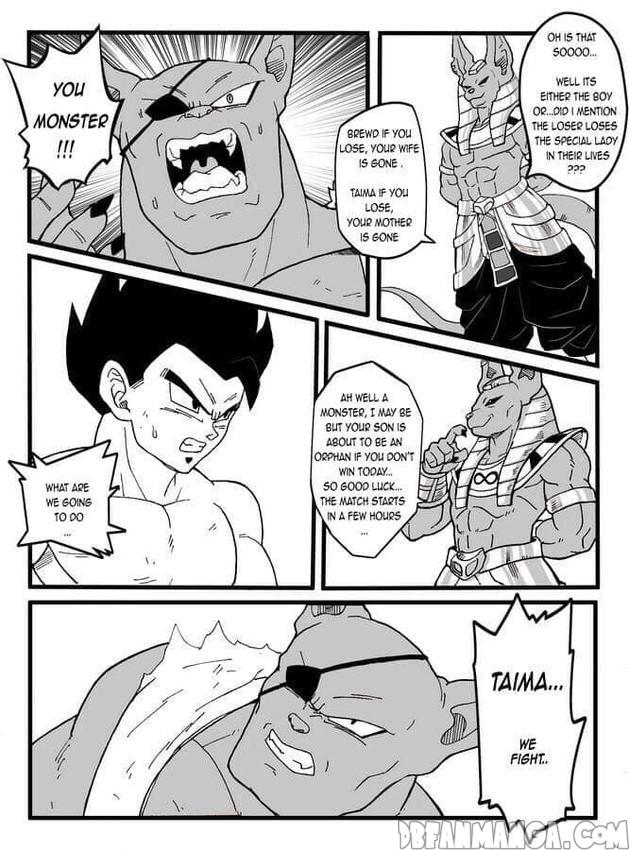 YOU
MONSTER
!!!
OH IS THAT
SOOOO...
WELL ITS
EITHER THE BOY
OR...DID I MENTION
THE LOSER LOSES
THE SPECIAL LADY
IN THEIR LIVES
???
BREWD IF YOU
LOSE, YOUR WIFE
IS GONE .
TAIMA IF YOU
LOSE,
YOUR MOTHER
IS GONE
WHAT ARE
WE GOING
TO DO
...
AH WELL A
MONSTER, I MAY
BE BUT YOUR SON IS
ABOUT TO BE AN
ORPHAN IF YOU DON'T
WIN TODAY...
SO GOOD LUCK...
THE MATCH STARTS
IN A FEW HOURS
...
TAIMA...
WE
FIGHT..
DBFANMANGA.COM